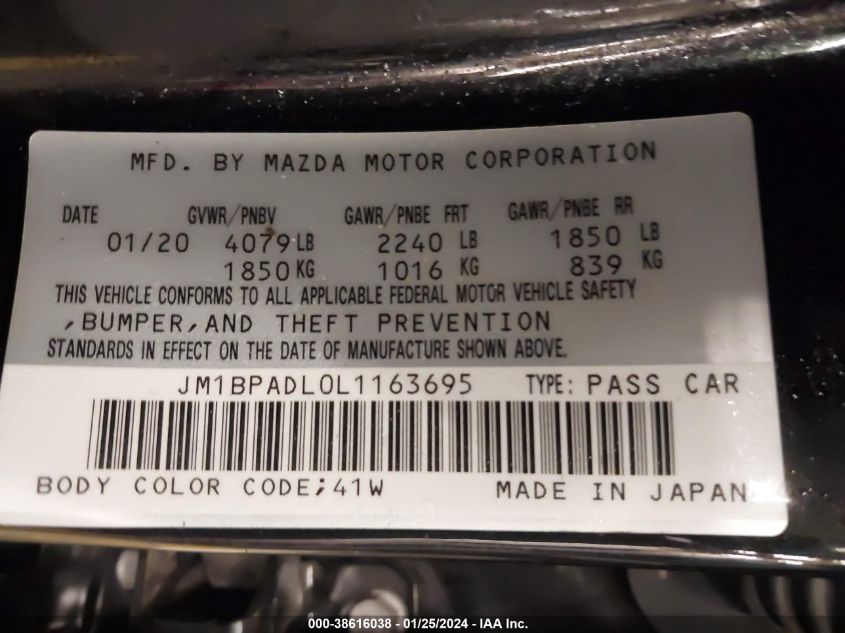 MFD. BY MAZDA MOTOR CORPORATION
DATE GVWR/PNBV GAWR/PNBE FRT GAWR/PNBE RR
01/20 4079 LB 2240 LB 1850 LB
1850 KG 1016 KG 839 KG
THIS VEHICLE CONFORMS TO ALL APPLICABLE FEDERAL MOTOR VEHICLE SAFETY
,BUMPER,AND THEFT PREVENTION
STANDARDS IN EFFECT ON THE DATE OF MANUFACTURE SHOWN ABOVE.
JM1BPADL0L1163695 TYPE: PASS CAR
BODY COLOR CODE;41W MADE IN JAPAN
000-38616038 - 01/25/2024 - IAA Inc.